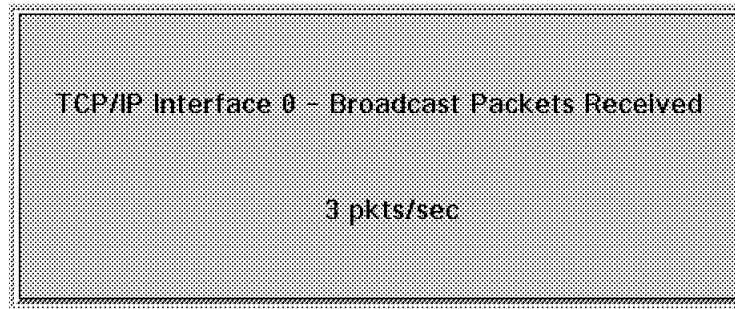 TCP/IP Interface 0 - Broadcast Packets Received
3 pkts/sec